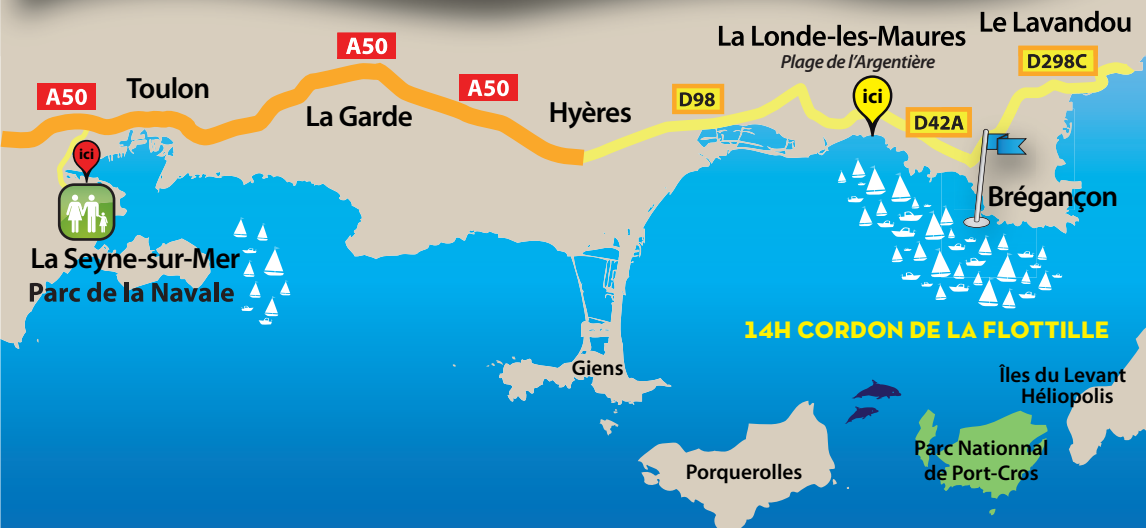 Le Lavandou
La Londe-les-Maures
Plage de l'Argentière
A50
D298C
A50
Toulon
A50
ici
D98
La Garde
Hyères
D42A
ici
Brégançon
La Seyne-sur-Mer
Parc de la Navale
14H CORDON DE LA FLOTTILLE
Giens
Îles du Levant
Héliopolis
Parc Nationnal
de Port-Cros
Porquerolles